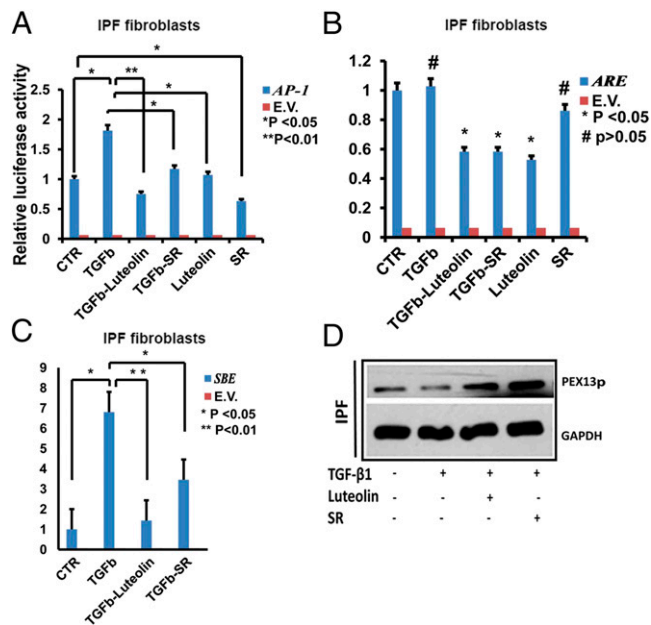 A
IPF fibroblasts
Relative luciferase activity
2.5
2
1.5
1
0.5
0
*
*
**
*
*
AP-1
E.V.
*P <0.05
**P<0.01
CTR
TGFb
TGFb-Luteolin
TGFb-SR
Luteolin
SR
B
IPF fibroblasts
1.2
1
0.8
0.6
0.4
0.2
0
#
*
*
*
#
ARE
E.V.
* P <0.05
# p>0.05
CTR
TGFb
TGFb-Luteolin
TGFb-SR
Luteolin
SR
C
IPF fibroblasts
9
8
7
6
5
4
3
2
1
0
*
*
**
SBE
E.V.
* P <0.05
** P<0.01
CTR
TGFb
TGFb-Luteolin
TGFb-SR
D
IPF
PEX13p
GAPDH
TGF-β1 - + + +
Luteolin - - + -
SR - - - +